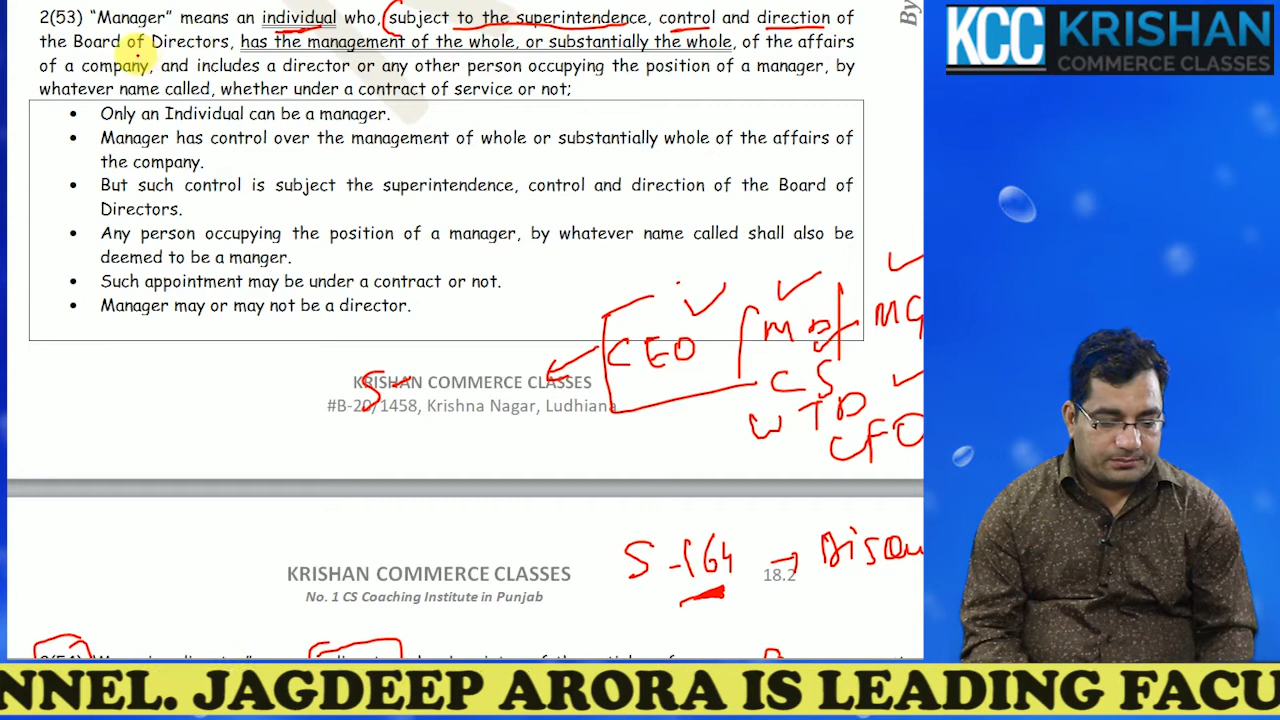 2(53) “Manager” means an individual who, subject to the superintendence, control and direction of
the Board of Directors, has the management of the whole, or substantially the whole, of the affairs
of a company, and includes a director or any other person occupying the position of a manager, by
whatever name called, whether under a contract of service or not;
• Only an Individual can be a manager.
• Manager has control over the management of whole or substantially whole of the affairs of
the company.
• But such control is subject the superintendence, control and direction of the Board of
Directors.
• Any person occupying the position of a manager, by whatever name called shall also be
deemed to be a manger.
• Such appointment may be under a contract or not.
• Manager may or may not be a director.
By
KCC KRISHAN
COMMERCE CLASSES
CEO MD MG
CS
WTD
CFO
S-
KRISHAN COMMERCE CLASSES
#B-20/1458, Krishna Nagar, Ludhiana
S-164 → Disqu
KRISHAN COMMERCE CLASSES 18.2
No. 1 CS Coaching Institute in Punjab
NNEL. JAGDEEP ARORA IS LEADING FACU